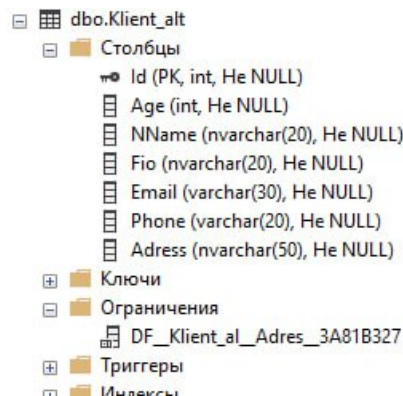 dbo.Klient_alt
Столбцы
Id (PK, int, Не NULL)
Age (int, Не NULL)
NName (nvarchar(20), Не NULL)
Fio (nvarchar(20), Не NULL)
Email (varchar(30), Не NULL)
Phone (varchar(20), Не NULL)
Adress (nvarchar(50), Не NULL)
Ключи
Ограничения
DF__Klient_al__Adres__3A81B327
Триггеры
Индексы